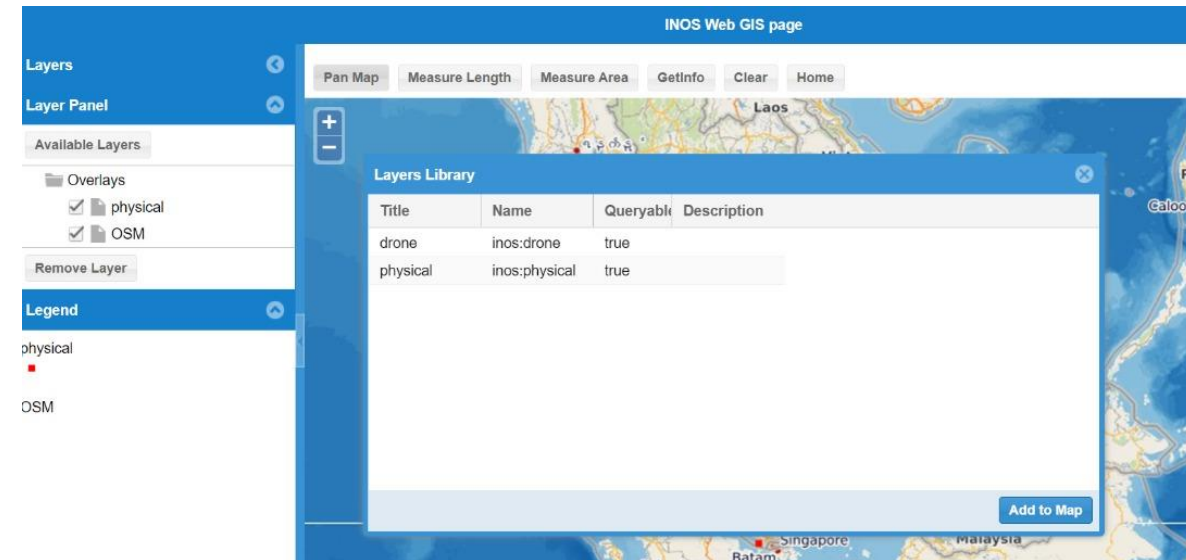 INOS Web GIS page
Layers
Pan Map Measure Length Measure Area GetInfo Clear Home
Layer Panel
Available Layers
Overlays
physical
OSM
Remove Layer
Legend
physical
OSM
+
−
Laos
Layers Library
Title Name Queryable Description
drone inos:drone true
physical inos:physical true
Add to Map
Singapore
Malaysia
Batam